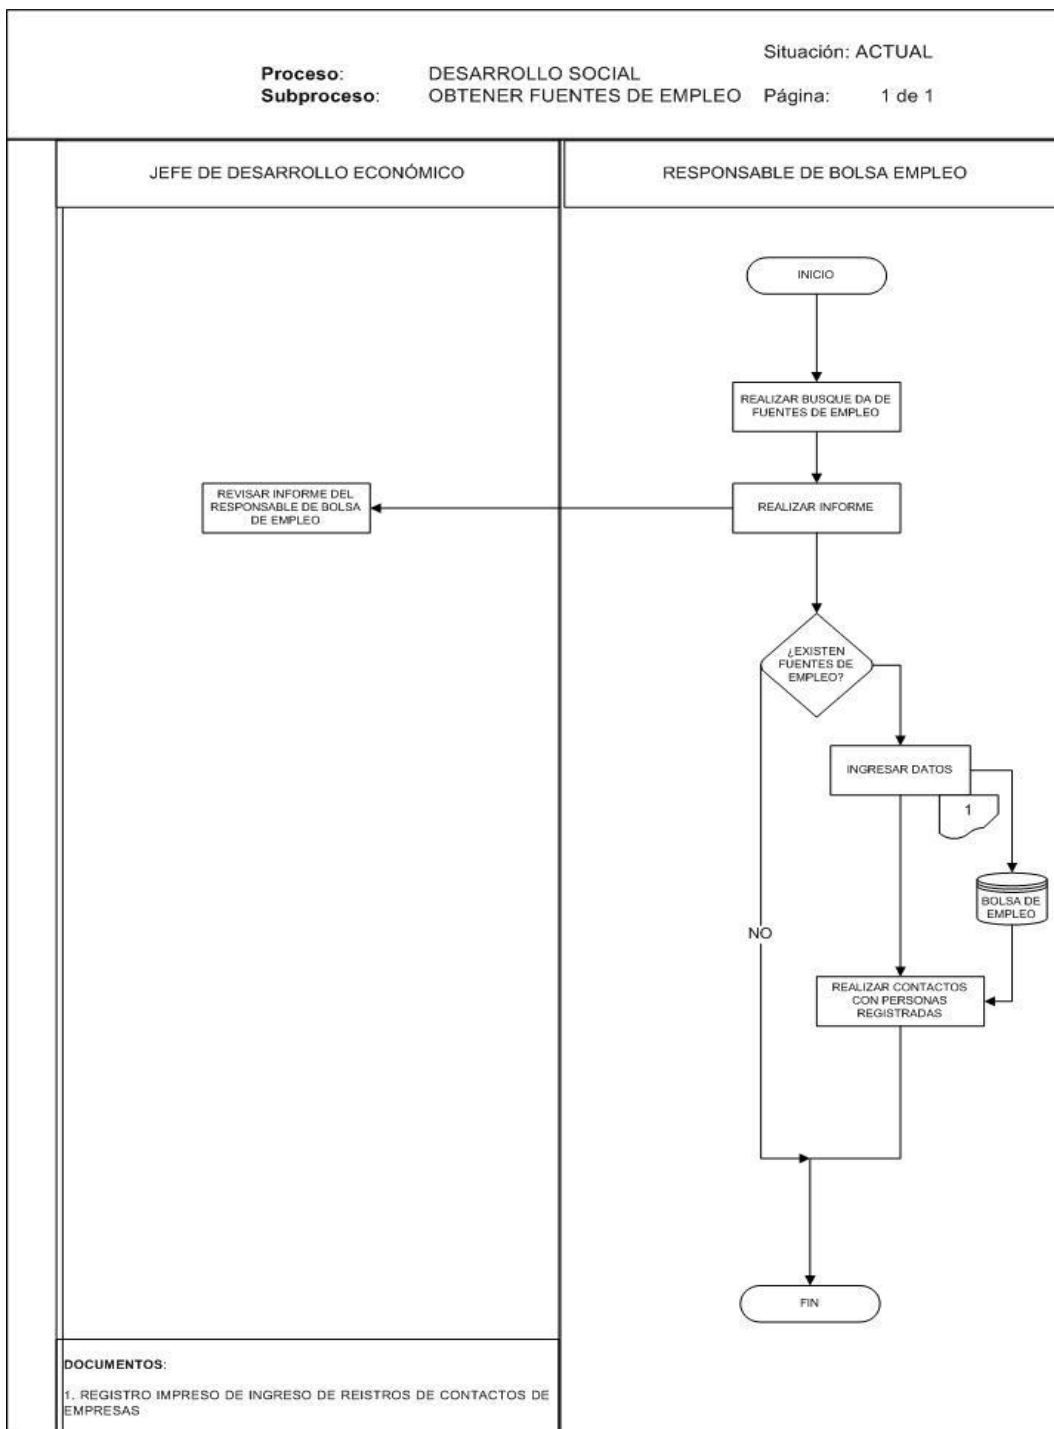 Situación: ACTUAL
Proceso: DESARROLLO SOCIAL
Subproceso: OBTENER FUENTES DE EMPLEO Página: 1 de 1
JEFE DE DESARROLLO ECONÓMICO
RESPONSABLE DE BOLSA EMPLEO
INICIO
REALIZAR BUSQUE DA DE
FUENTES DE EMPLEO
REVISAR INFORME DEL
RESPONSABLE DE BOLSA
DE EMPLEO
REALIZAR INFORME
¿EXISTEN
FUENTES DE
EMPLEO?
INGRESAR DATOS
1
BOLSA DE
EMPLEO
NO
REALIZAR CONTACTOS
CON PERSONAS
REGISTRADAS
FIN
DOCUMENTOS:
1. REGISTRO IMPRESO DE INGRESO DE REISTROS DE CONTACTOS DE
EMPRESAS